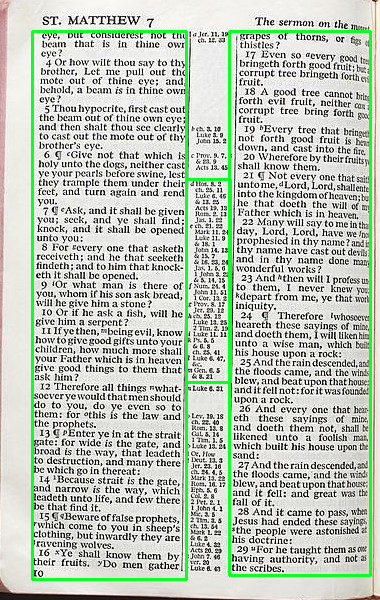 ST. MATTHEW 7
The sermon on the mount
eye, but considerest not the
beam that is in thine own
eye?
4 Or how wilt thou say to thy
brother, Let me pull out the
mote out of thine eye; and,
behold, a beam is in thine own
eye?
5 Thou hypocrite, first cast out
the beam out of thine own eye;
and then shalt thou see clearly
to cast out the mote out of thy
brother's eye.
6 ¶ Give not that which is
holy unto the dogs, neither cast
ye your pearls before swine, lest
they trample them under their
feet, and turn again and rend
you.
7 ¶ Ask, and it shall be given
you; seek, and ye shall find;
knock, and it shall be opened
unto you:
8 For every one that asketh
receiveth; and he that seeketh
findeth; and to him that knock-
eth it shall be opened.
9 Or what man is there of
you, whom if his son ask bread,
will he give him a stone?
10 Or if he ask a fish, will he
give him a serpent?
11 If ye then, being evil, know
how to give good gifts unto your
children, how much more shall
your Father which is in heaven
give good things to them that
ask him?
12 Therefore all things what-
soever ye would that men should
do to you, do ye even so to
them: for this is the law and
the prophets.
13 ¶ Enter ye in at the strait
gate: for wide is the gate, and
broad is the way, that leadeth
to destruction, and many there
be which go in thereat:
14 Because strait is the gate,
and narrow is the way, which
leadeth unto life, and few there
be that find it.
15 ¶ Beware of false prophets,
which come to you in sheep's
clothing, but inwardly they are
ravening wolves.
16 Ye shall know them by
their fruits. Do men gather
10
a Jer. 11. 19
ch. 12. 33
b ch. 3. 10
Luke 3. 9
John 15. 2
c Prov. 9. 7,
& 23. 9
Acts 13. 45
d Hos. 8. 2
ch. 25. 11
Luke 6. 46
& 13. 25
Acts 19. 13
Rom. 2. 13
Jas. 1. 22
e ch. 21. 22
Mark 11. 24
Luke 11. 9
& 18. 1
John 14. 13
& 15. 7
& 16. 23, 24
Jas. 1. 5, 6
1 John 3. 22
& 5. 14, 15
f Num. 24. 4
John 11. 51
1 Cor. 13. 2
g Prov. 8. 17
Jer. 29. 12
h ch. 25. 12
Luke 13. 25
2 Tim. 2. 19
i Luke 11. 11
k Ps. 5. 5
& 6. 8
ch. 25. 41
l Luke 6. 47,
&c.
m Gen. 6. 5
& 8. 21
n Luke 6. 31
o Lev. 19. 18
ch. 22. 40
Rom. 13. 8
Gal. 5. 14
1 Tim. 1. 5
p Luke 13. 24
Or, How
q Deut. 13. 3
Jer. 23. 16
ch. 24. 4, 5
Mark 13. 22
Rom. 16. 17
Eph. 5. 6
Col. 2. 8
2 Pet. 2. 1
1 John 4. 1
r Mic. 3. 5
2 Tim. 3. 5
s ch. 13. 54
Mark 1. 22
& 6. 2
Luke 4. 32
t Acts 20. 29
u John 7. 46
x ver. 20
y Luke 6. 43
grapes of thorns, or figs of
thistles?
17 Even so every good tree
bringeth forth good fruit; but a
corrupt tree bringeth forth evil
fruit.
18 A good tree cannot bring
forth evil fruit, neither can a
corrupt tree bring forth good
fruit.
19 Every tree that bringeth
not forth good fruit is hewn
down, and cast into the fire.
20 Wherefore by their fruits ye
shall know them.
21 ¶ Not every one that saith
unto me, Lord, Lord, shall enter
into the kingdom of heaven; but
he that doeth the will of my
Father which is in heaven.
22 Many will say to me in that
day, Lord, Lord, have we not
prophesied in thy name? and in
thy name have cast out devils?
and in thy name done many
wonderful works?
23 And then will I profess un-
to them, I never knew you:
depart from me, ye that work
iniquity.
24 ¶ Therefore whosoever
heareth these sayings of mine,
and doeth them, I will liken him
unto a wise man, which built
his house upon a rock:
25 And the rain descended, and
the floods came, and the winds
blew, and beat upon that house;
and it fell not: for it was founded
upon a rock.
26 And every one that hear-
eth these sayings of mine,
and doeth them not, shall be
likened unto a foolish man,
which built his house upon the
sand:
27 And the rain descended, and
the floods came, and the winds
blew, and beat upon that house;
and it fell: and great was the
fall of it.
28 And it came to pass, when
Jesus had ended these sayings,
the people were astonished at
his doctrine:
29 For he taught them as one
having authority, and not as
the scribes.